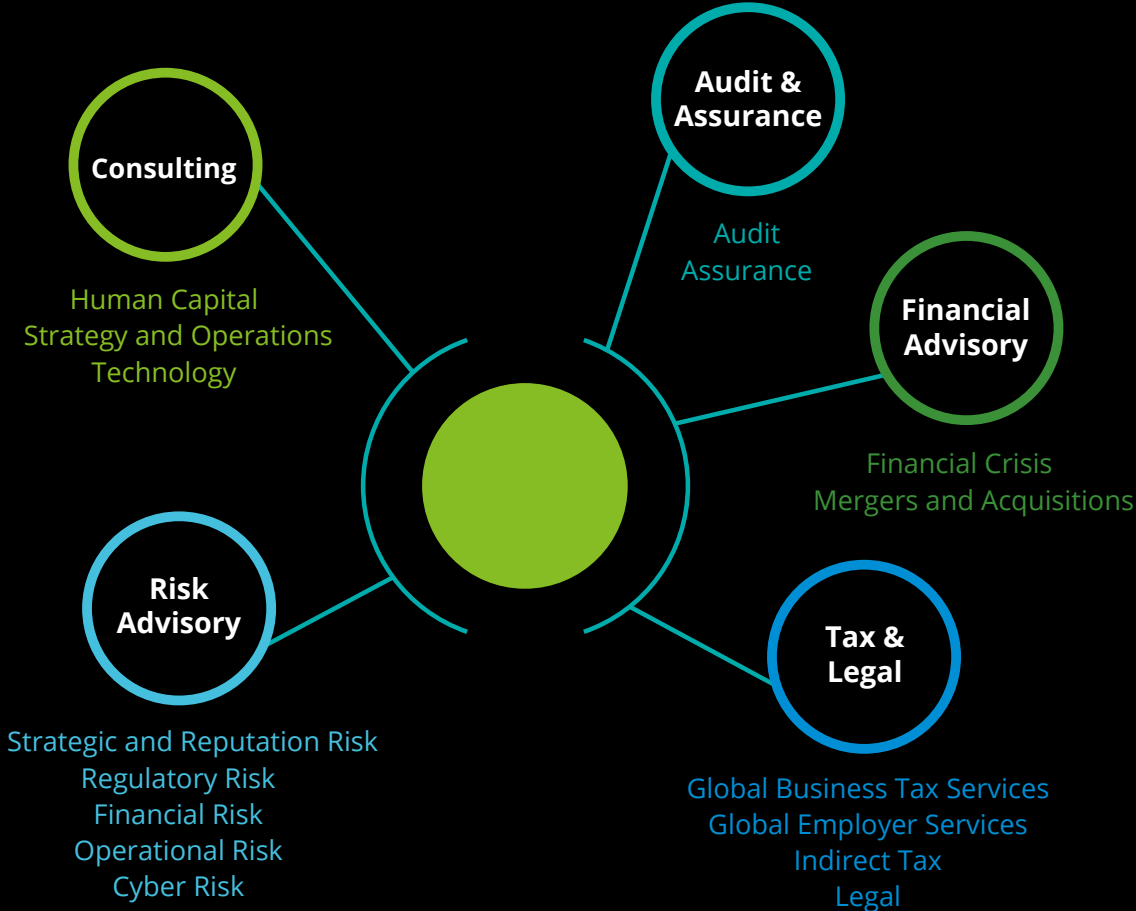 Consulting
Human Capital
Strategy and Operations
Technology
Audit &
Assurance
Audit
Assurance
Financial
Advisory
Financial Crisis
Mergers and Acquisitions
Risk
Advisory
Strategic and Reputation Risk
Regulatory Risk
Financial Risk
Operational Risk
Cyber Risk
Tax &
Legal
Global Business Tax Services
Global Employer Services
Indirect Tax
Legal